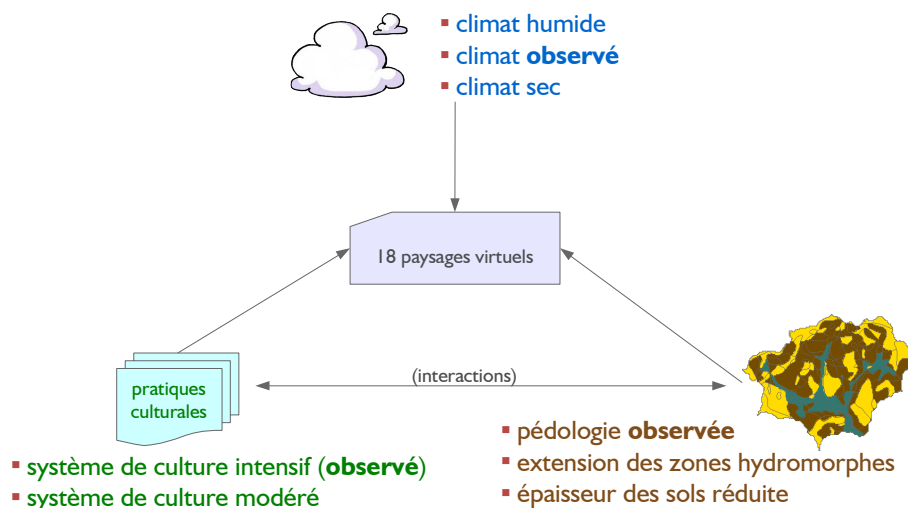 ▪ climat humide
▪ climat observé
▪ climat sec
18 paysages virtuels
(interactions)
pratiques
culturales
▪ système de culture intensif (observé)
▪ système de culture modéré
▪ pédologie observée
▪ extension des zones hydromorphes
▪ épaisseur des sols réduite